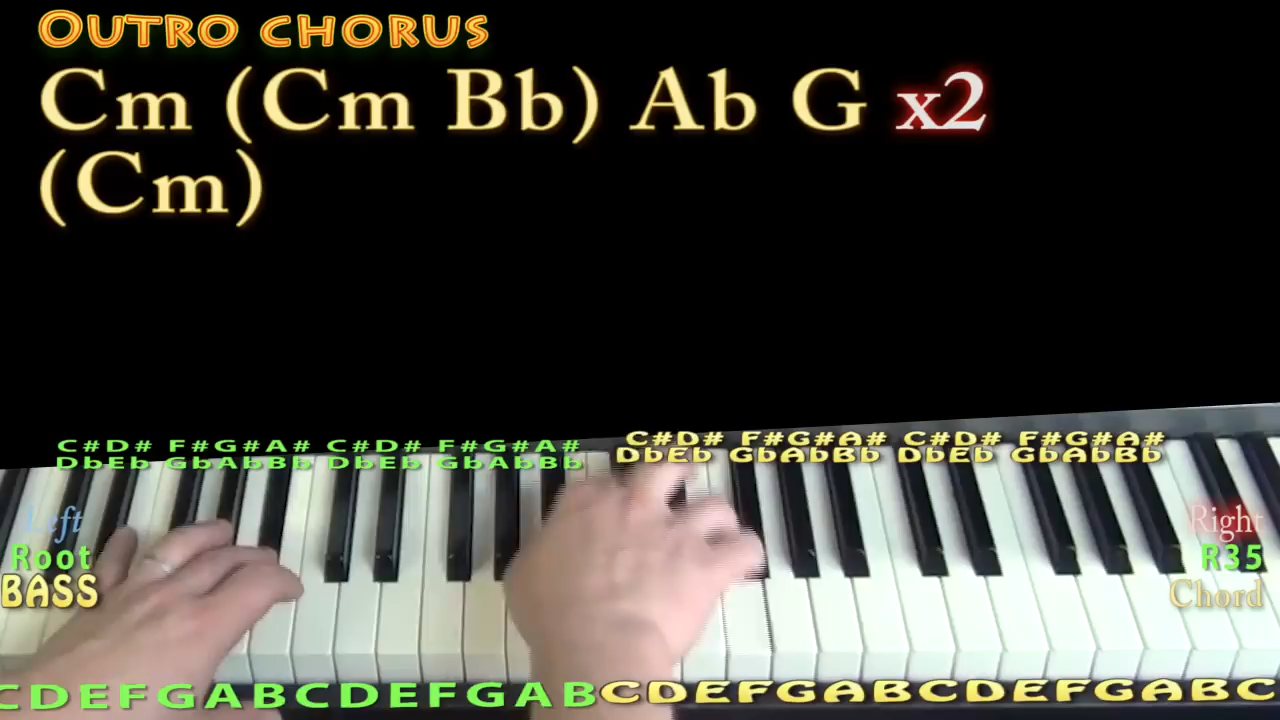 OUTRO CHORUS
Cm (Cm Bb) Ab G x2
(Cm)
C#D# F#G#A# C#D# F#G#A# C#D# F#G#A# C#D# F#G#A#
DbEb GbAbBb DbEb GbAbBb DbEb GbAbBb DbEb GbAbBb
Left
Root
BASS
Right
R35
Chord
CDEFGABCDEFGABCDEFGABCDEFGABC